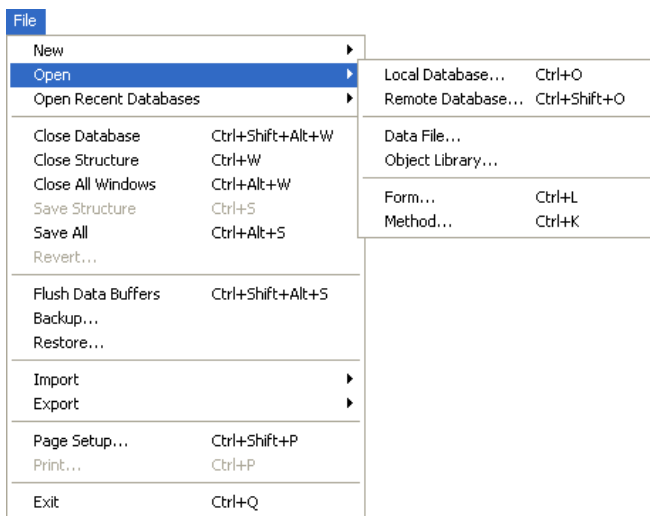 File
New
Open
Open Recent Databases
Close Database Ctrl+Shift+Alt+W
Close Structure Ctrl+W
Close All Windows Ctrl+Alt+W
Save Structure Ctrl+S
Save All Ctrl+Alt+S
Revert...
Flush Data Buffers Ctrl+Shift+Alt+S
Backup...
Restore...
Import
Export
Page Setup... Ctrl+Shift+P
Print... Ctrl+P
Exit Ctrl+Q
Local Database... Ctrl+O
Remote Database... Ctrl+Shift+O
Data File...
Object Library...
Form... Ctrl+L
Method... Ctrl+K